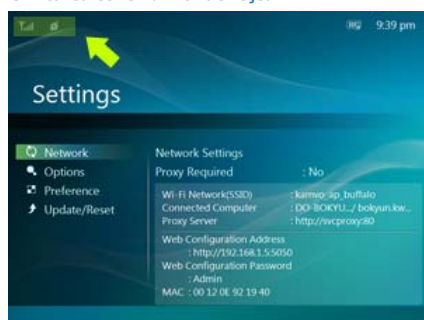 9:39 pm
Settings
Network
Options
Preference
Update/Reset
Network Settings
Proxy Required : No
Wi-Fi Network(SSID) : kamvio_ap_buffalo
Connected Computer : DO-BOKYU.../ bokyun.kw...
Proxy Server : http://svcproxy:80
Web Configuration Address
: http://192.168.1.5:5050
Web Configuration Password
: Admin
MAC : 00 12 0E 92 19 40